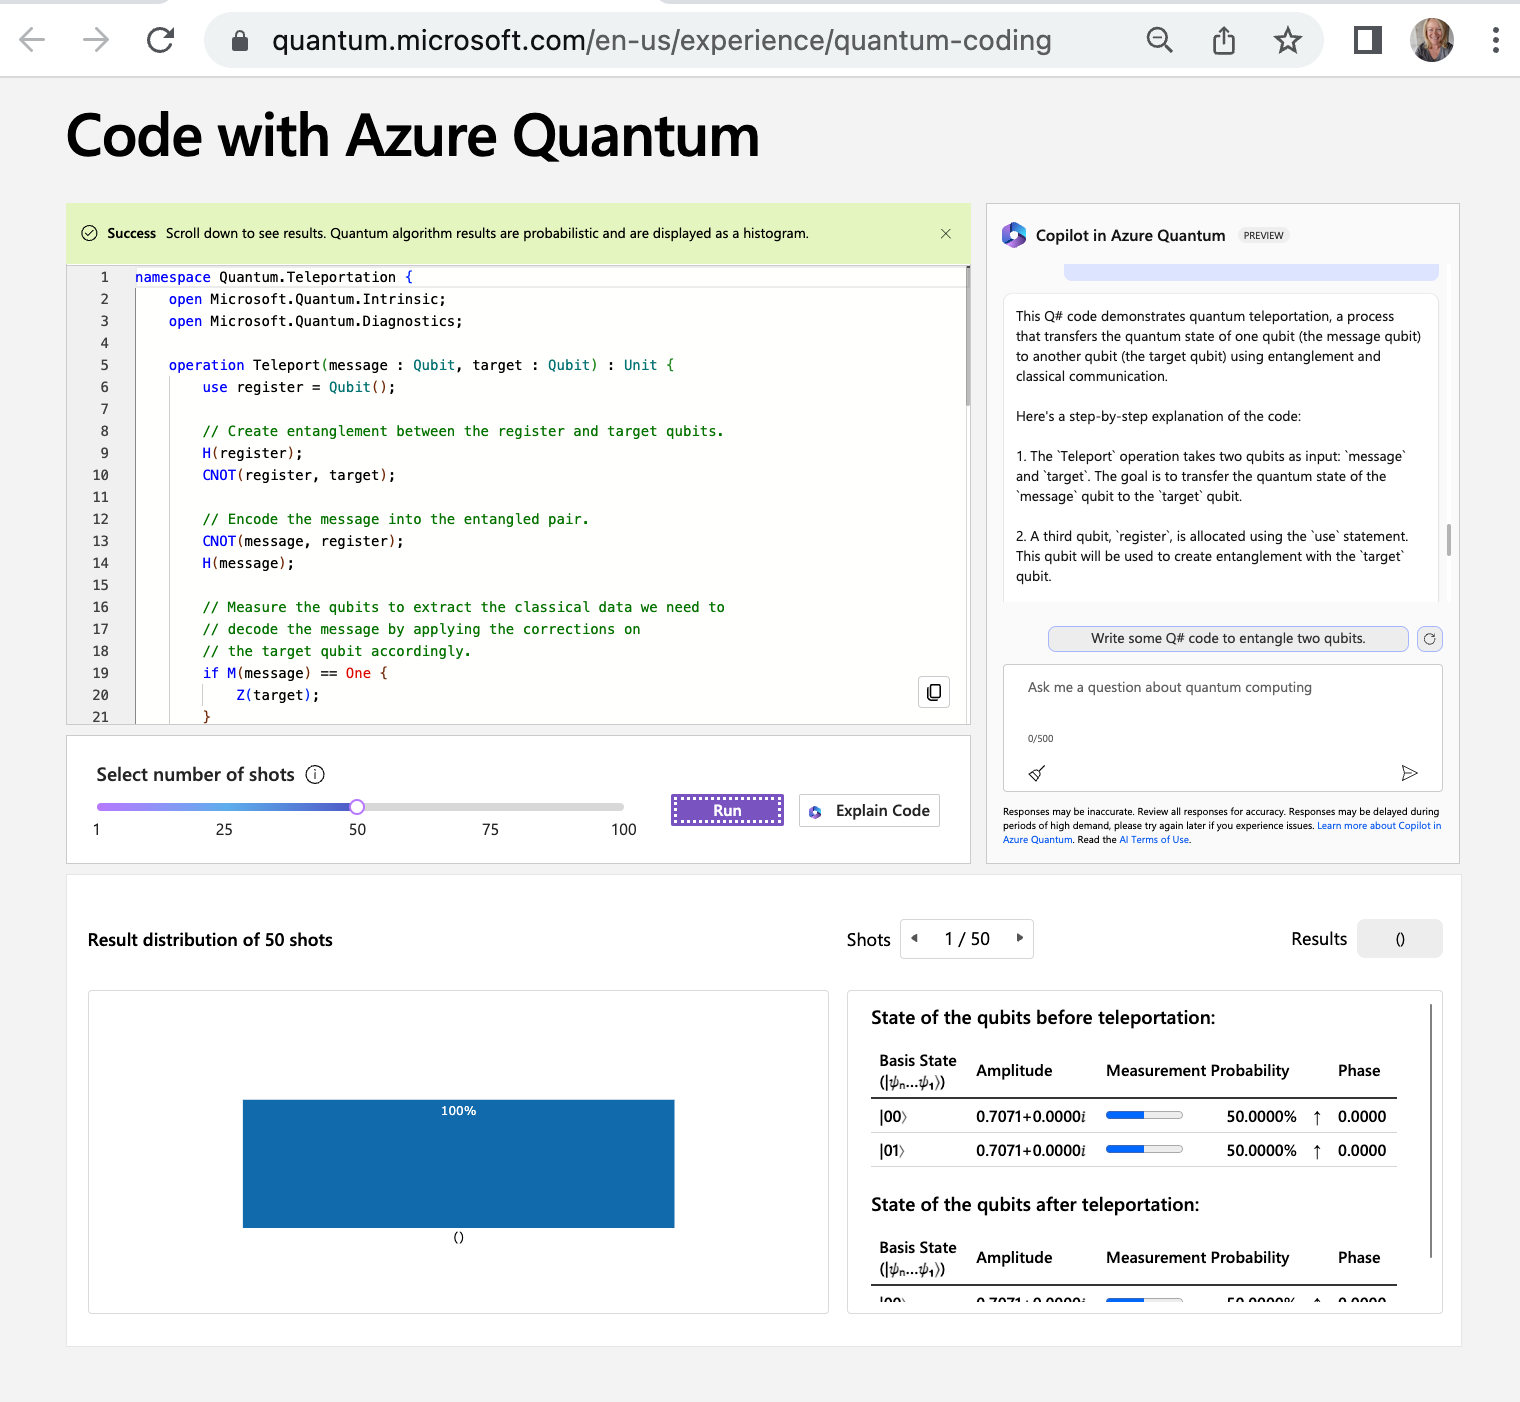 quantum.microsoft.com/en-us/experience/quantum-coding
Code with Azure Quantum
Success Scroll down to see results. Quantum algorithm results are probabilistic and are displayed as a histogram.
1 namespace Quantum.Teleportation {
2 open Microsoft.Quantum.Intrinsic;
3 open Microsoft.Quantum.Diagnostics;
4
5 operation Teleport(message : Qubit, target : Qubit) : Unit {
6 use register = Qubit();
7
8 // Create entanglement between the register and target qubits.
9 H(register);
10 CNOT(register, target);
11
12 // Encode the message into the entangled pair.
13 CNOT(message, register);
14 H(message);
15
16 // Measure the qubits to extract the classical data we need to
17 // decode the message by applying the corrections on
18 // the target qubit accordingly.
19 if M(message) == One {
20 Z(target);
21 }
Select number of shots
1 25 50 75 100
Run
Explain Code
Copilot in Azure Quantum PREVIEW
This Q# code demonstrates quantum teleportation, a process
that transfers the quantum state of one qubit (the message qubit)
to another qubit (the target qubit) using entanglement and
classical communication.
Here's a step-by-step explanation of the code:
1. The `Teleport` operation takes two qubits as input: `message`
and `target`. The goal is to transfer the quantum state of the
`message` qubit to the `target` qubit.
2. A third qubit, `register`, is allocated using the `use` statement.
This qubit will be used to create entanglement with the `target`
qubit.
Write some Q# code to entangle two qubits.
Ask me a question about quantum computing
0/500
Responses may be inaccurate. Review all responses for accuracy. Responses may be delayed during
periods of high demand, please try again later if you experience issues. Learn more about Copilot in
Azure Quantum. Read the AI Terms of Use.
Result distribution of 50 shots
Shots 1 / 50
Results ()
100%
()
State of the qubits before teleportation:
Basis State
(|ψₙ...ψ₁⟩) Amplitude Measurement Probability Phase
|00⟩ 0.7071+0.0000i 50.0000% ↑ 0.0000
|01⟩ 0.7071+0.0000i 50.0000% ↑ 0.0000
State of the qubits after teleportation:
Basis State
(|ψₙ...ψ₁⟩) Amplitude Measurement Probability Phase
|00⟩ 0.7071+0.0000i 50.0000% ↑ 0.0000